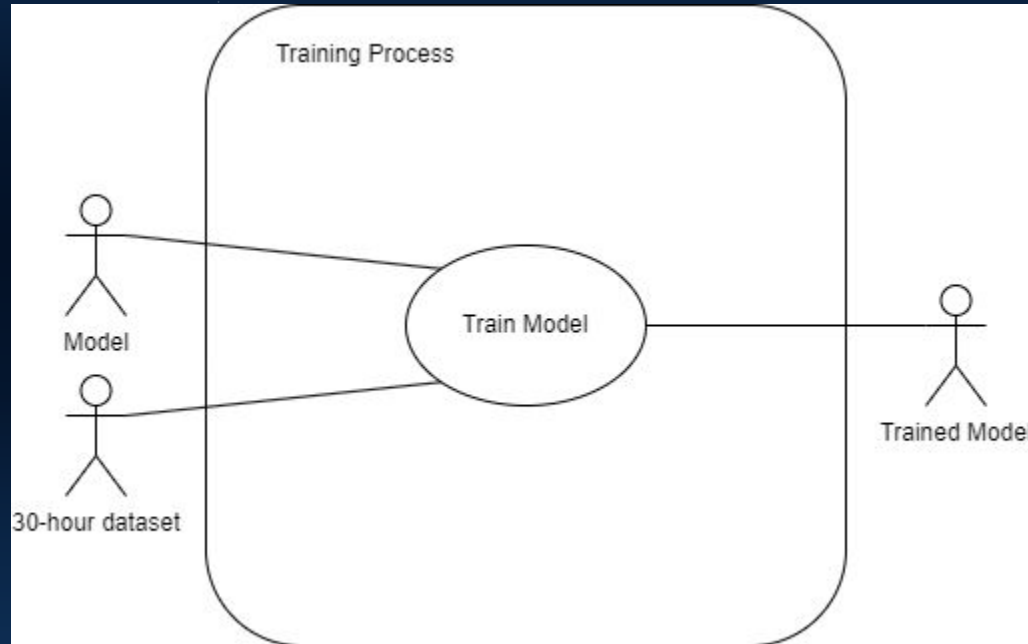 Training Process
Model
Train Model
Trained Model
30-hour dataset